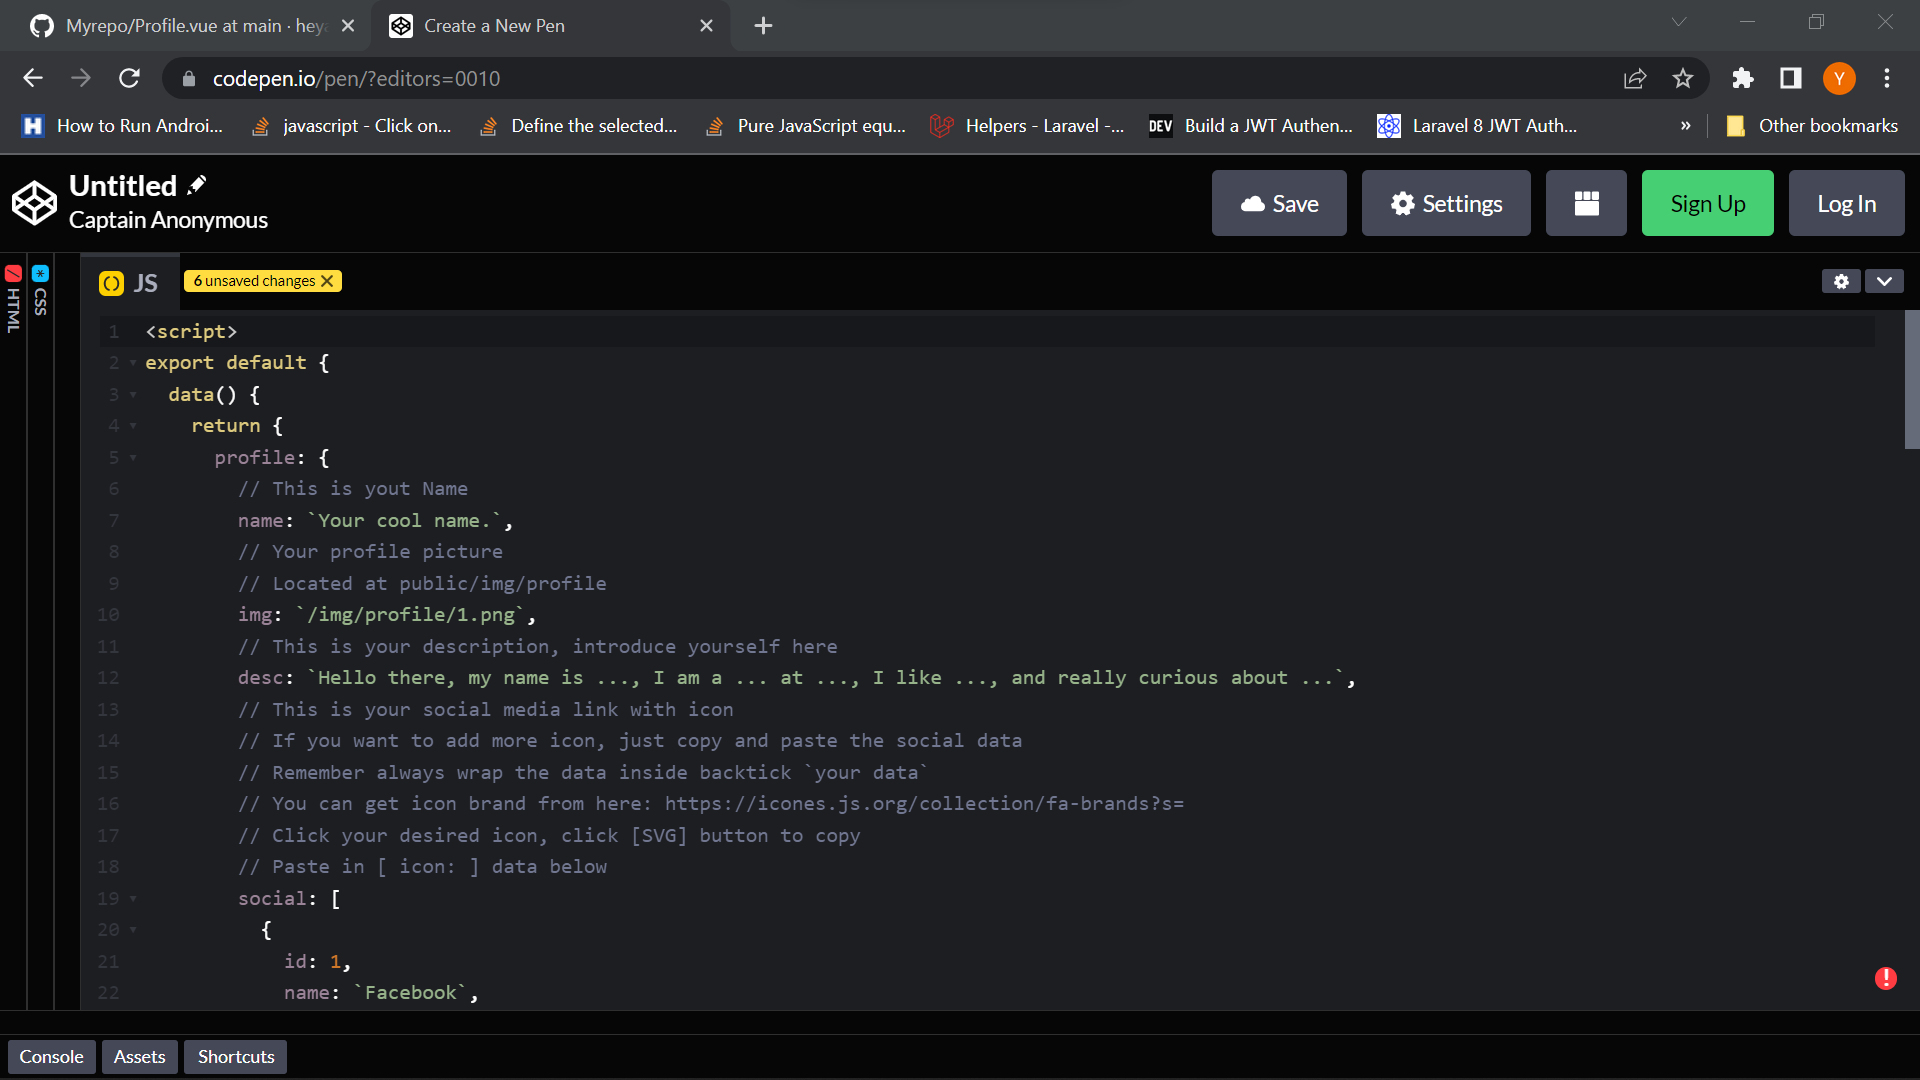 Myrepo/Profile.vue at main · hey
Create a New Pen
codepen.io/pen/?editors=0010
Y
How to Run Androi...
javascript - Click on...
Define the selected...
Pure JavaScript equ...
Helpers - Laravel -...
DEV
Build a JWT Authen...
Laravel 8 JWT Auth...
»
Other bookmarks
Untitled
Captain Anonymous
Save
Settings
Sign Up
Log In
HTML
CSS
JS
6 unsaved changes
1 <script>
2 export default {
3 data() {
4 return {
5 profile: {
6 // This is yout Name
7 name: `Your cool name.`,
8 // Your profile picture
9 // Located at public/img/profile
10 img: `/img/profile/1.png`,
11 // This is your description, introduce yourself here
12 desc: `Hello there, my name is ..., I am a ... at ..., I like ..., and really curious about ...`,
13 // This is your social media link with icon
14 // If you want to add more icon, just copy and paste the social data
15 // Remember always wrap the data inside backtick `your data`
16 // You can get icon brand from here: https://icones.js.org/collection/fa-brands?s=
17 // Click your desired icon, click [SVG] button to copy
18 // Paste in [ icon: ] data below
19 social: [
20 {
21 id: 1,
22 name: `Facebook`,
Console
Assets
Shortcuts